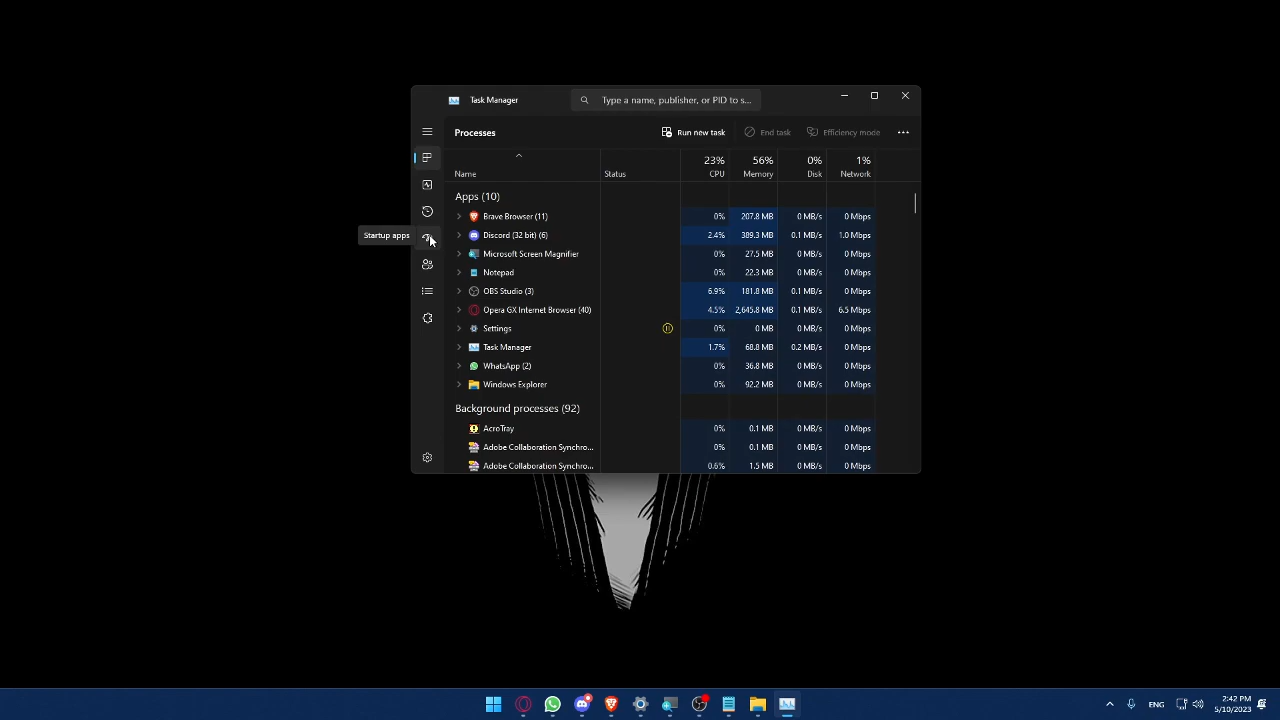 Task Manager
Type a name, publisher, or PID to s...
Processes
Run new task
End task
Efficiency mode
23% 56% 0% 1%
Name Status CPU Memory Disk Network
Apps (10)
Brave Browser (11) 0% 207.8 MB 0 MB/s 0 Mbps
Startup apps
Discord (32 bit) (6) 2.4% 389.3 MB 0.1 MB/s 1.0 Mbps
Microsoft Screen Magnifier 0% 27.5 MB 0 MB/s 0 Mbps
Notepad 0% 22.3 MB 0 MB/s 0 Mbps
OBS Studio (3) 6.9% 181.8 MB 0.1 MB/s 0 Mbps
Opera GX Internet Browser (40) 4.5% 2,645.8 MB 0.1 MB/s 6.5 Mbps
Settings 0% 0 MB 0 MB/s 0 Mbps
Task Manager 1.7% 68.8 MB 0.2 MB/s 0 Mbps
WhatsApp (2) 0% 36.8 MB 0 MB/s 0 Mbps
Windows Explorer 0% 92.2 MB 0 MB/s 0 Mbps
Background processes (92)
AcroTray 0% 0.1 MB 0 MB/s 0 Mbps
Adobe Collaboration Synchro... 0% 0.1 MB 0 MB/s 0 Mbps
Adobe Collaboration Synchro... 0.6% 1.5 MB 0 MB/s 0 Mbps
ENG
2:42 PM
5/10/2023